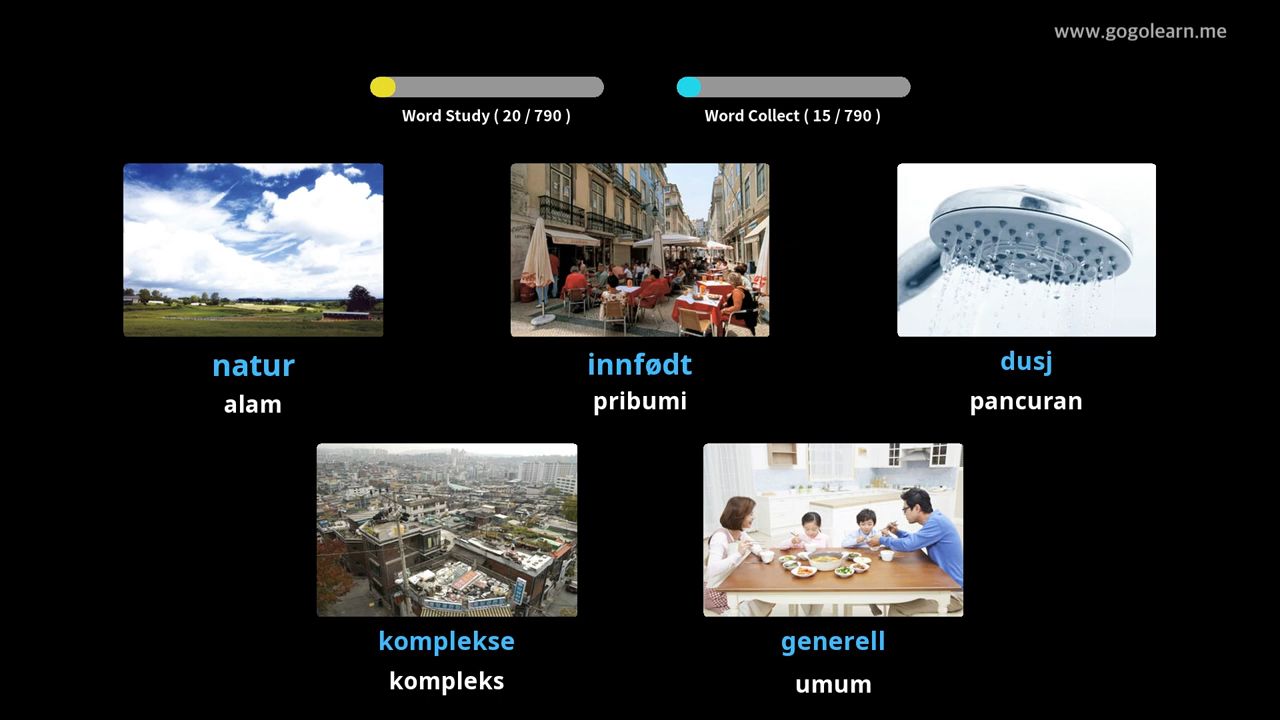 www.gogolearn.me
Word Study ( 20 / 790 )
Word Collect ( 15 / 790 )
natur
alam
innfødt
pribumi
dusj
pancuran
komplekse
kompleks
generell
umum